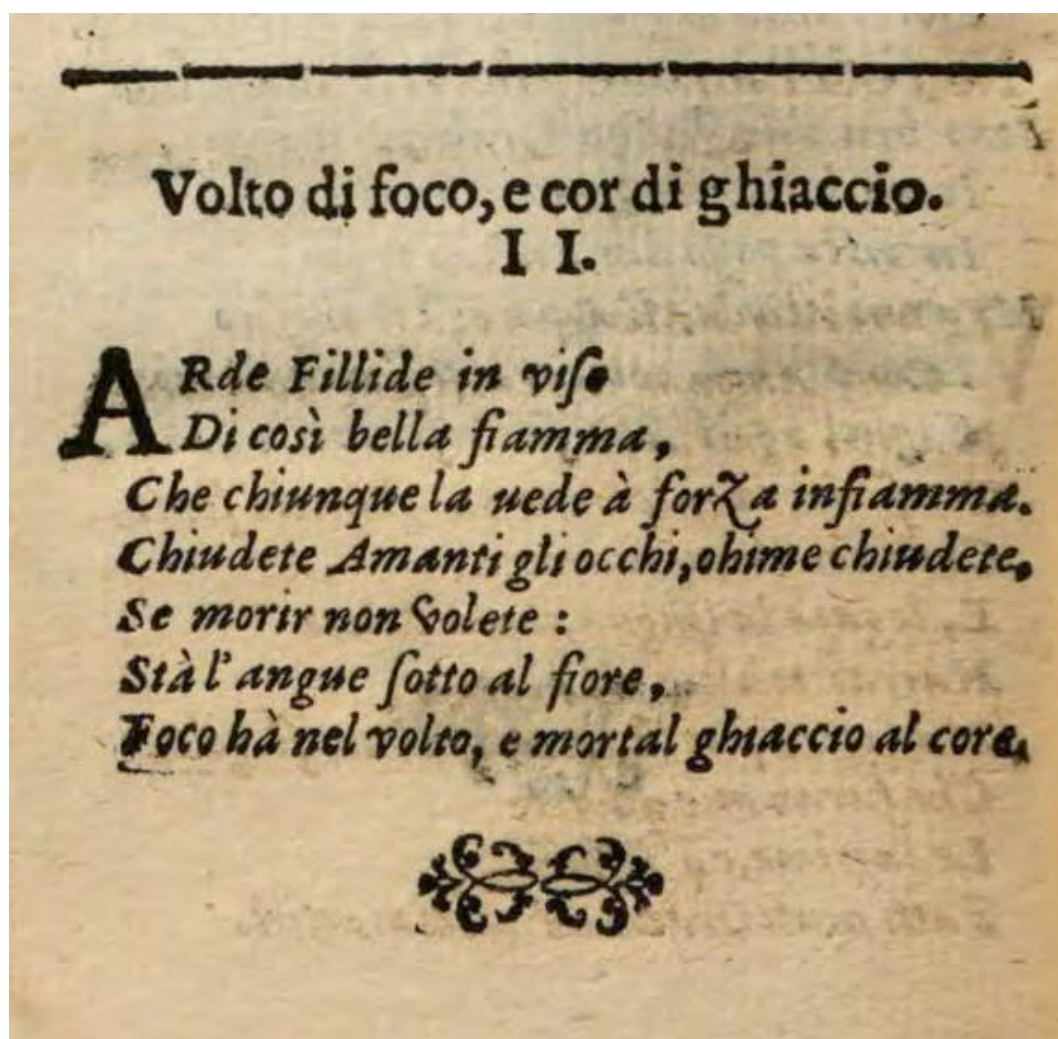 Volto di foco, e cor di ghiaccio.
I I.
ARde Fillide in viſo
Di così bella fiamma,
Che chiunque la uede à forza infiamma.
Chiudete Amanti gli occhi, ohime chiudete,
Se morir non volete :
Stà l'angue ſotto al fiore,
Foco hà nel volto, e mortal ghiaccio al core.